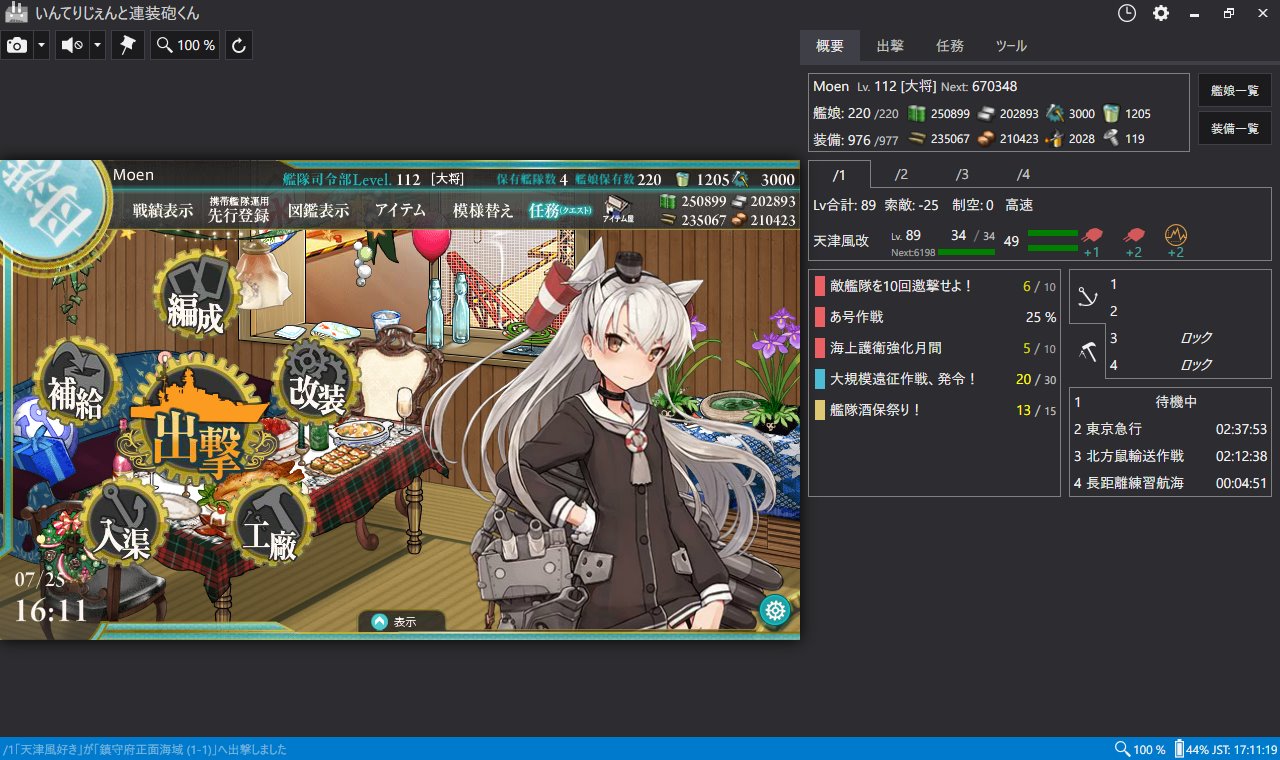 いんてりじぇんと連装砲くん
100 %
概要 出撃 任務 ツール
Moen Lv. 112 [大将] Next: 670348
艦娘: 220 /220 250899 202893 3000 1205
装備: 976 /977 235067 210423 2028 119
艦娘一覧
装備一覧
/1 /2 /3 /4
Lv合計: 89 索敵: -25 制空: 0 高速
天津風改 Lv. 89 Next:6198 34 / 34 49 +1 +2 +2
敵艦隊を10回邀撃せよ! 6 / 10
あ号作戦 25 %
海上護衛強化月間 5 / 10
大規模遠征作戦、発令! 20 / 30
艦隊酒保祭り! 13 / 15
1
2
3 ロック
4 ロック
1 待機中
2 東京急行 02:37:53
3 北方鼠輸送作戦 02:12:38
4 長距離練習航海 00:04:51
Moen
艦隊司令部Level. 112 [大将] 保有艦隊数 4 艦娘保有数 220 1205 3000
戦績表示 携帯艦隊運用 先行登録 図鑑表示 アイテム 模様替え 任務(クエスト) アイテム屋
250899 202893
235067 210423
母港
編成
補給
改装
出撃
入渠
工廠
07/25
16:11
表示
/1「天津風好き」が「鎮守府正面海域 (1-1)」へ出撃しました
100 % 44% JST: 17:11:19